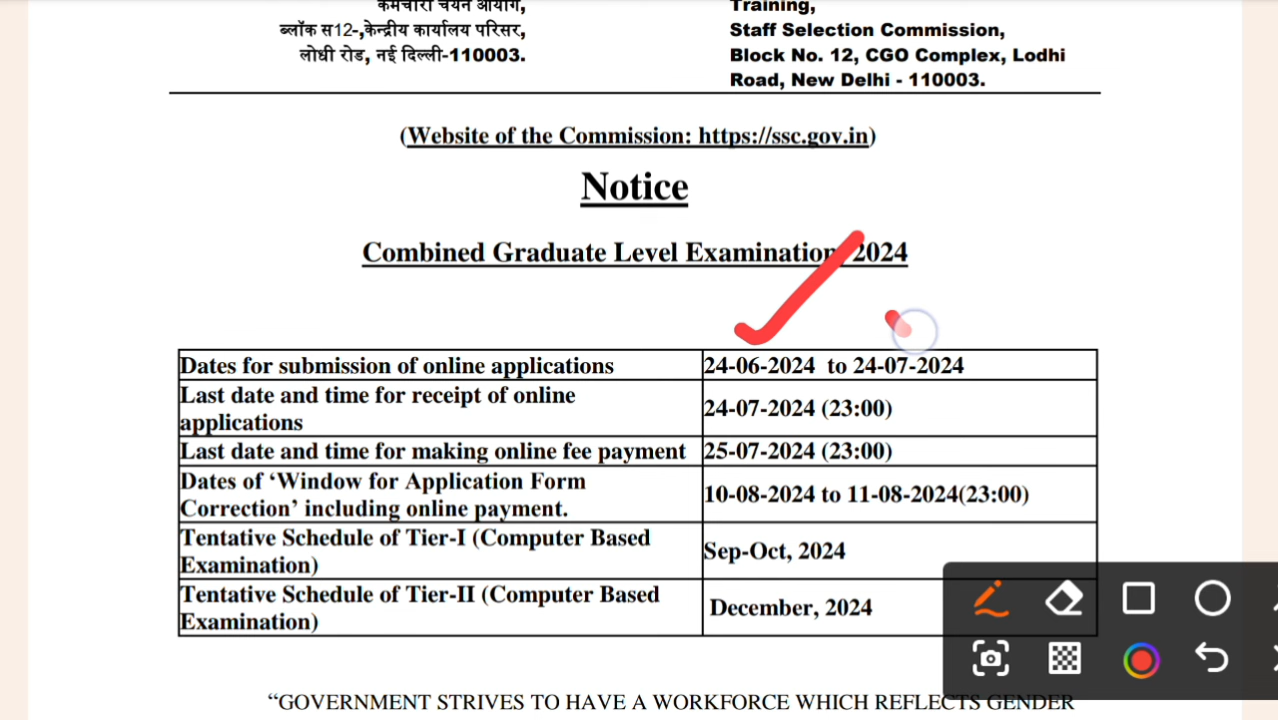 कर्मचारी चयन आयोग,
ब्लॉक स12-,केन्द्रीय कार्यालय परिसर,
लोधी रोड, नई दिल्ली-110003.
Training,
Staff Selection Commission,
Block No. 12, CGO Complex, Lodhi
Road, New Delhi - 110003.
(Website of the Commission: https://ssc.gov.in)
Notice
Combined Graduate Level Examination, 2024
Dates for submission of online applications 24-06-2024 to 24-07-2024
Last date and time for receipt of online
applications 24-07-2024 (23:00)
Last date and time for making online fee payment 25-07-2024 (23:00)
Dates of ‘Window for Application Form
Correction’ including online payment. 10-08-2024 to 11-08-2024(23:00)
Tentative Schedule of Tier-I (Computer Based
Examination) Sep-Oct, 2024
Tentative Schedule of Tier-II (Computer Based
Examination) December, 2024
“GOVERNMENT STRIVES TO HAVE A WORKFORCE WHICH REFLECTS GENDER